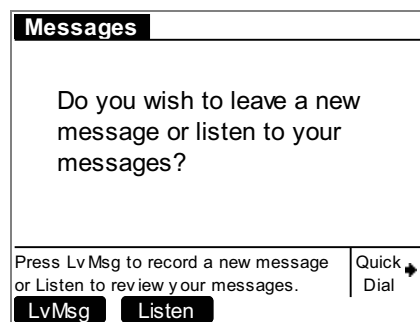 Messages
Do you wish to leave a new
message or listen to your
messages?
Press LvMsg to record a new message
or Listen to review your messages.
Quick
Dial
LvMsg Listen